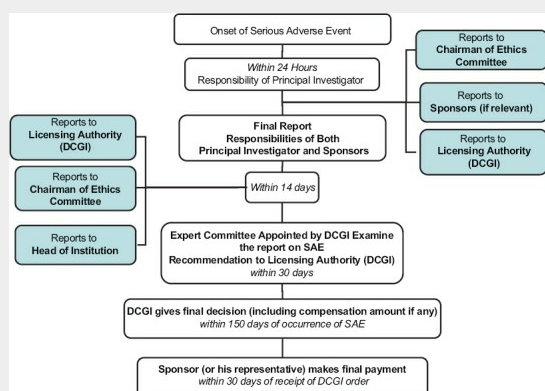 Onset of Serious Adverse Event
Within 24 Hours
Responsibility of Principal Investigator
Reports to
Chairman of Ethics
Committee
Reports to
Sponsors (if relevant)
Reports to
Licensing Authority
(DCGI)
Final Report
Responsibilities of Both
Principal Investigator and Sponsors
Reports to
Licensing Authority
(DCGI)
Reports to
Chairman of Ethics
Committee
Reports to
Head of Institution
Within 14 days
Expert Committee Appointed by DCGI Examine
the report on SAE
Recommendation to Licensing Authority (DCGI)
within 30 days
DCGI gives final decision (including compensation amount if any)
within 150 days of occurrence of SAE
Sponsor (or his representative) makes final payment
within 30 days of receipt of DCGI order